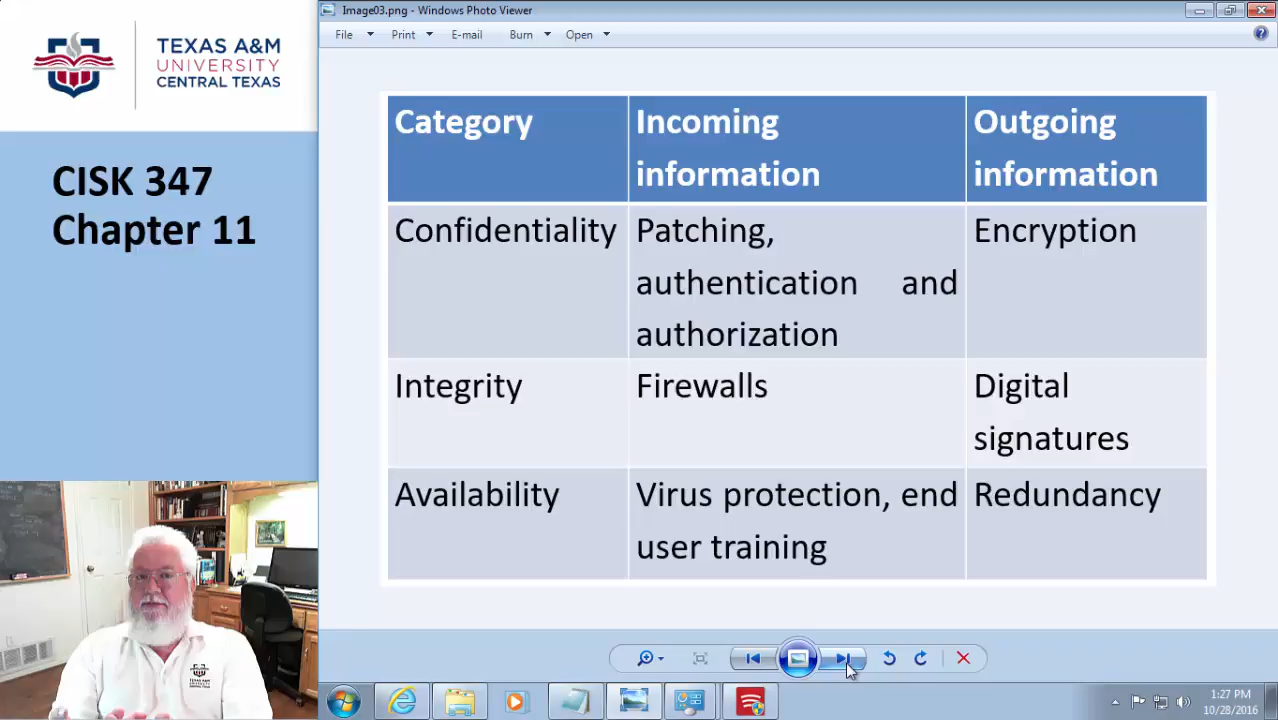 Image03.png - Windows Photo Viewer
File Print E-mail Burn Open
TEXAS A&M
UNIVERSITY
CENTRAL TEXAS
CISK 347
Chapter 11
Category Incoming information Outgoing information
Confidentiality Patching, authentication and authorization Encryption
Integrity Firewalls Digital signatures
Availability Virus protection, end user training Redundancy
1:27 PM
10/28/2016